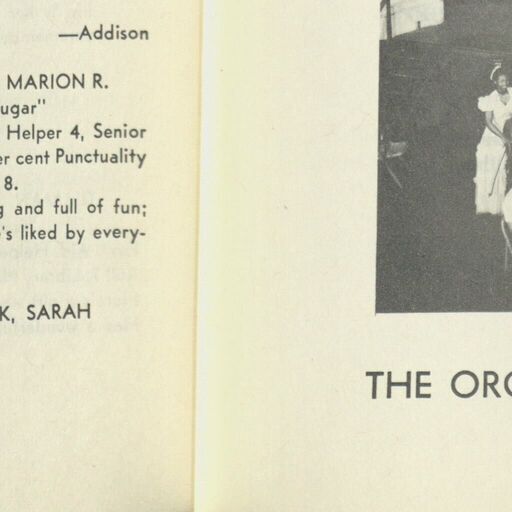 —Addison
MARION R.
ugar"
Helper 4, Senior
er cent Punctuality
8.
g and full of fun;
's liked by every-
K, SARAH
THE ORC